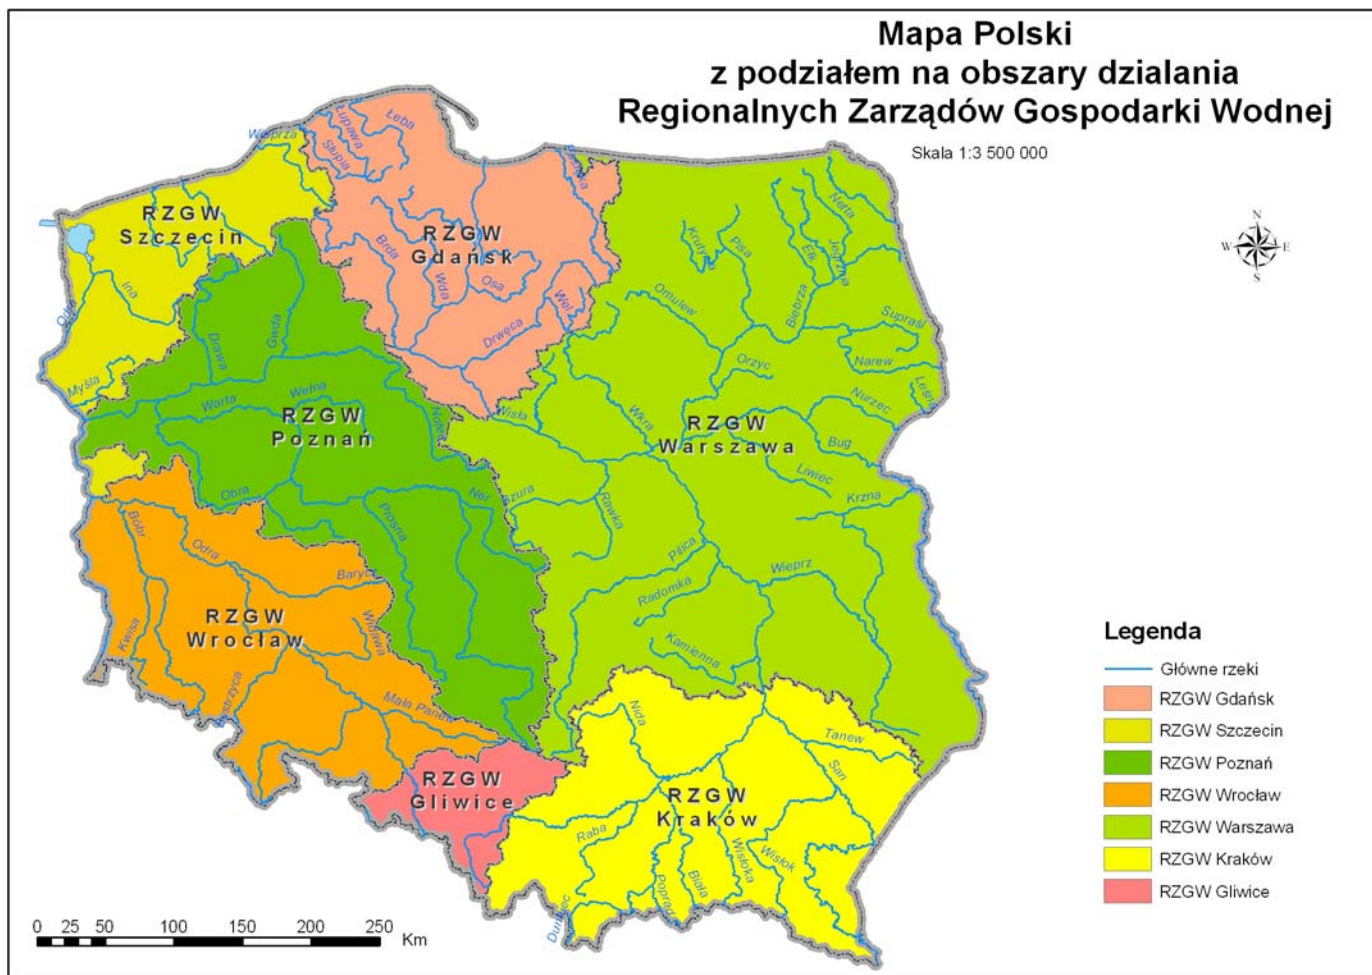 Mapa Polski
z podziałem na obszary dzialania
Regionalnych Zarządów Gospodarki Wodnej
Skala 1:3 500 000
N
W E
S
Wieprza
Łupawa
Słupia
Łeba
Pasłęka
RZGW
Szczecin
RZGW
Gdańsk
Brda
Wda
Osa
Wel
Drwęca
Ina
Odra
Myśla
Krutynia
Pisa
Ełk
Netta
Jegrznia
Omulew
Biebrza
Supraśl
Narew
Leśna
Orzyc
Nurzec
Drawa
Gwda
Warta
Wełna
RZGW
Poznań
Noteć
Wisła
Wkra
RZGW
Warszawa
Bug
Liwiec
Krzna
Obra
Prosna
Ner
Bzura
Rawka
Pilica
Radomka
Wieprz
Kamienna
Bóbr
Odra
Barycz
RZGW
Wrocław
Widawa
Kwisa
Bystrzyca
Mała Panew
RZGW
Gliwice
Nida
Tanew
San
RZGW
Kraków
Raba
Dunajec
Poprad
Biała
Wisłoka
Wisłok
Legenda
Główne rzeki
RZGW Gdańsk
RZGW Szczecin
RZGW Poznań
RZGW Wrocław
RZGW Warszawa
RZGW Kraków
RZGW Gliwice
0 25 50 100 150 200 250
Km